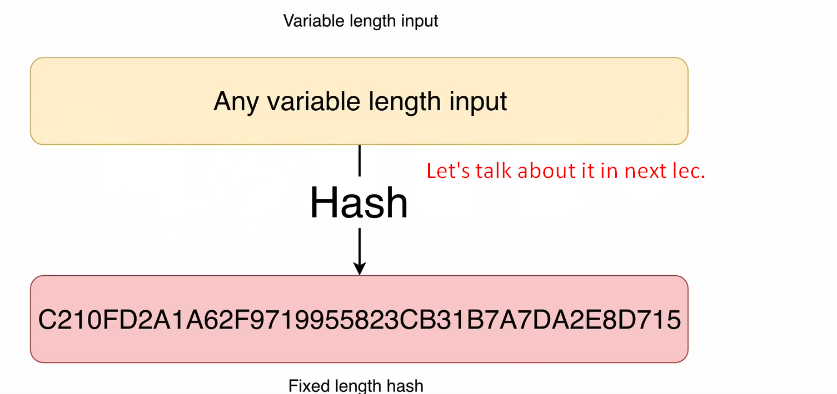 Variable length input
Any variable length input
Let's talk about it in next lec.
Hash
C210FD2A1A62F9719955823CB31B7A7DA2E8D715
Fixed length hash